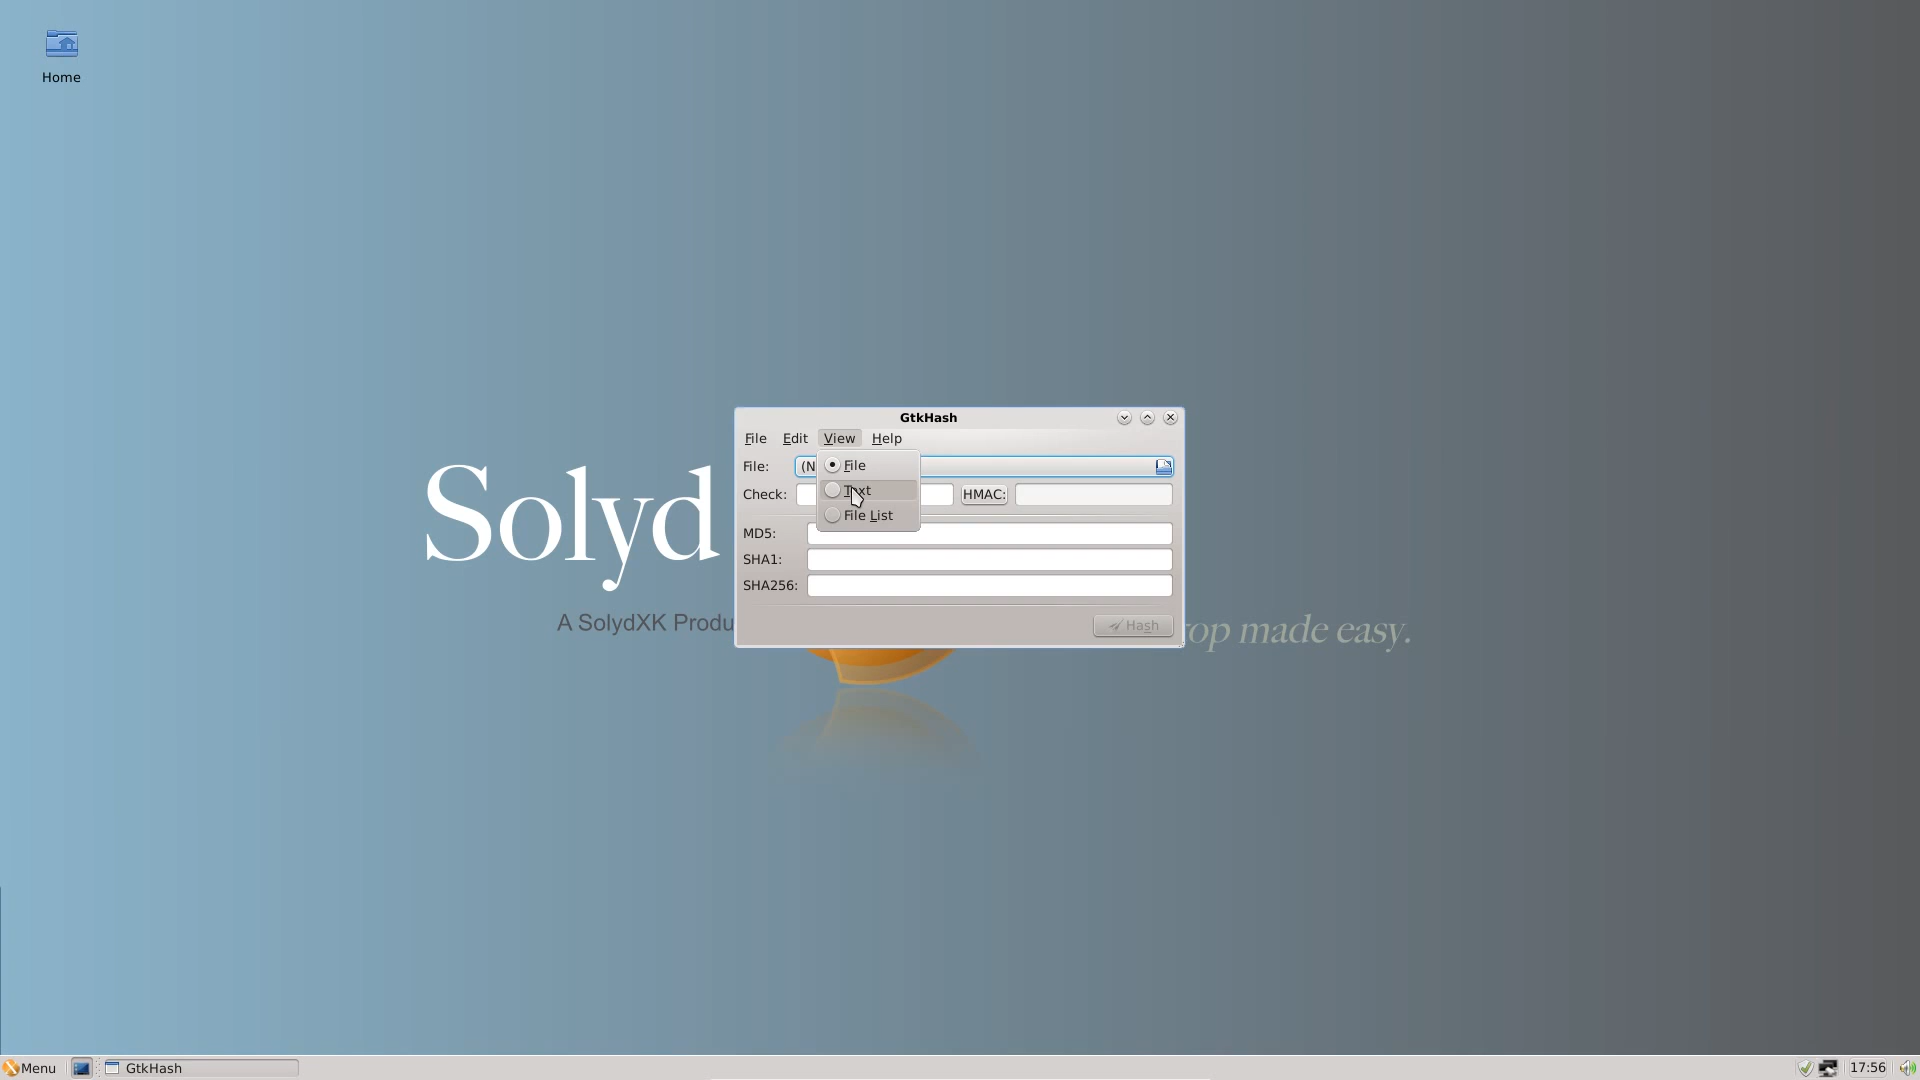 Home
GtkHash
File Edit View Help
File: (N
File
Check: HMAC:
Text
File List
MD5:
SHA1:
SHA256:
Hash
Solyd
A SolydXK Produ
made easy.
Menu GtkHash 17:56